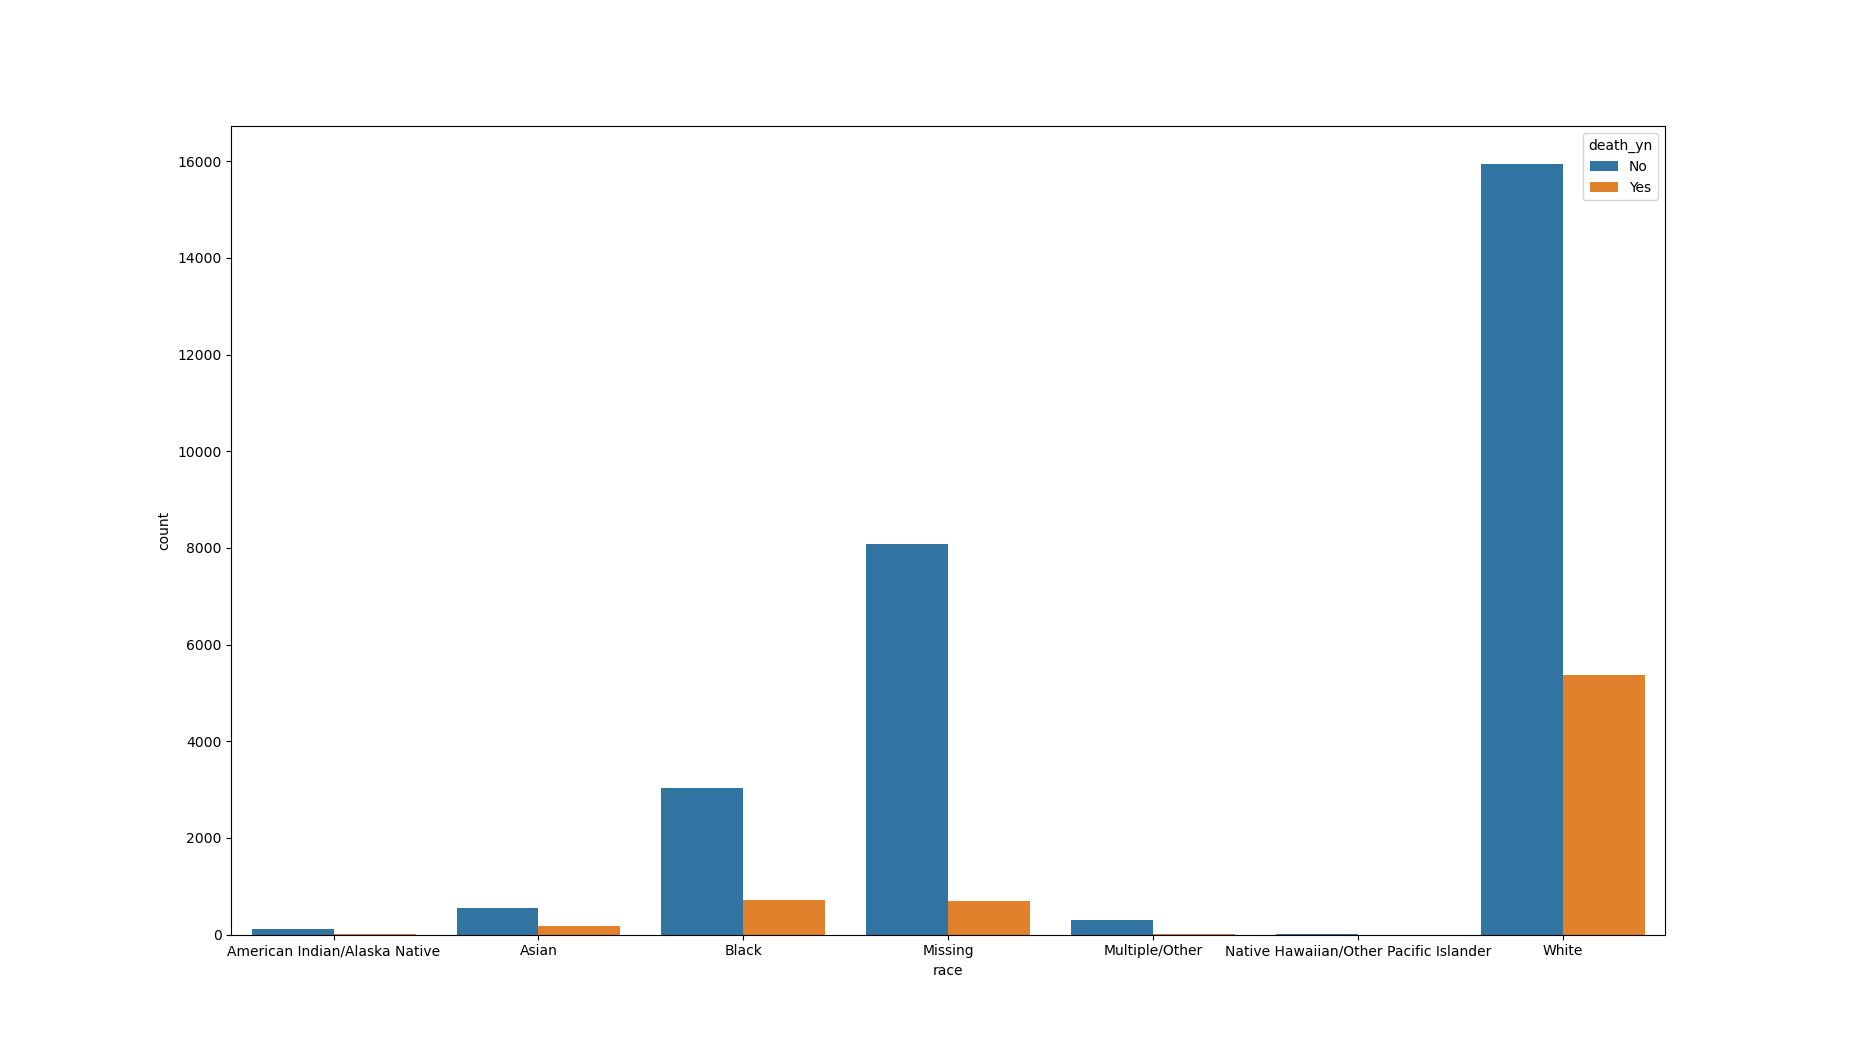 16000
14000
12000
10000
8000
6000
4000
2000
0
count
death_yn
No
Yes
American Indian/Alaska Native
Asian
Black
Missing
Multiple/Other
Native Hawaiian/Other Pacific Islander
White
race